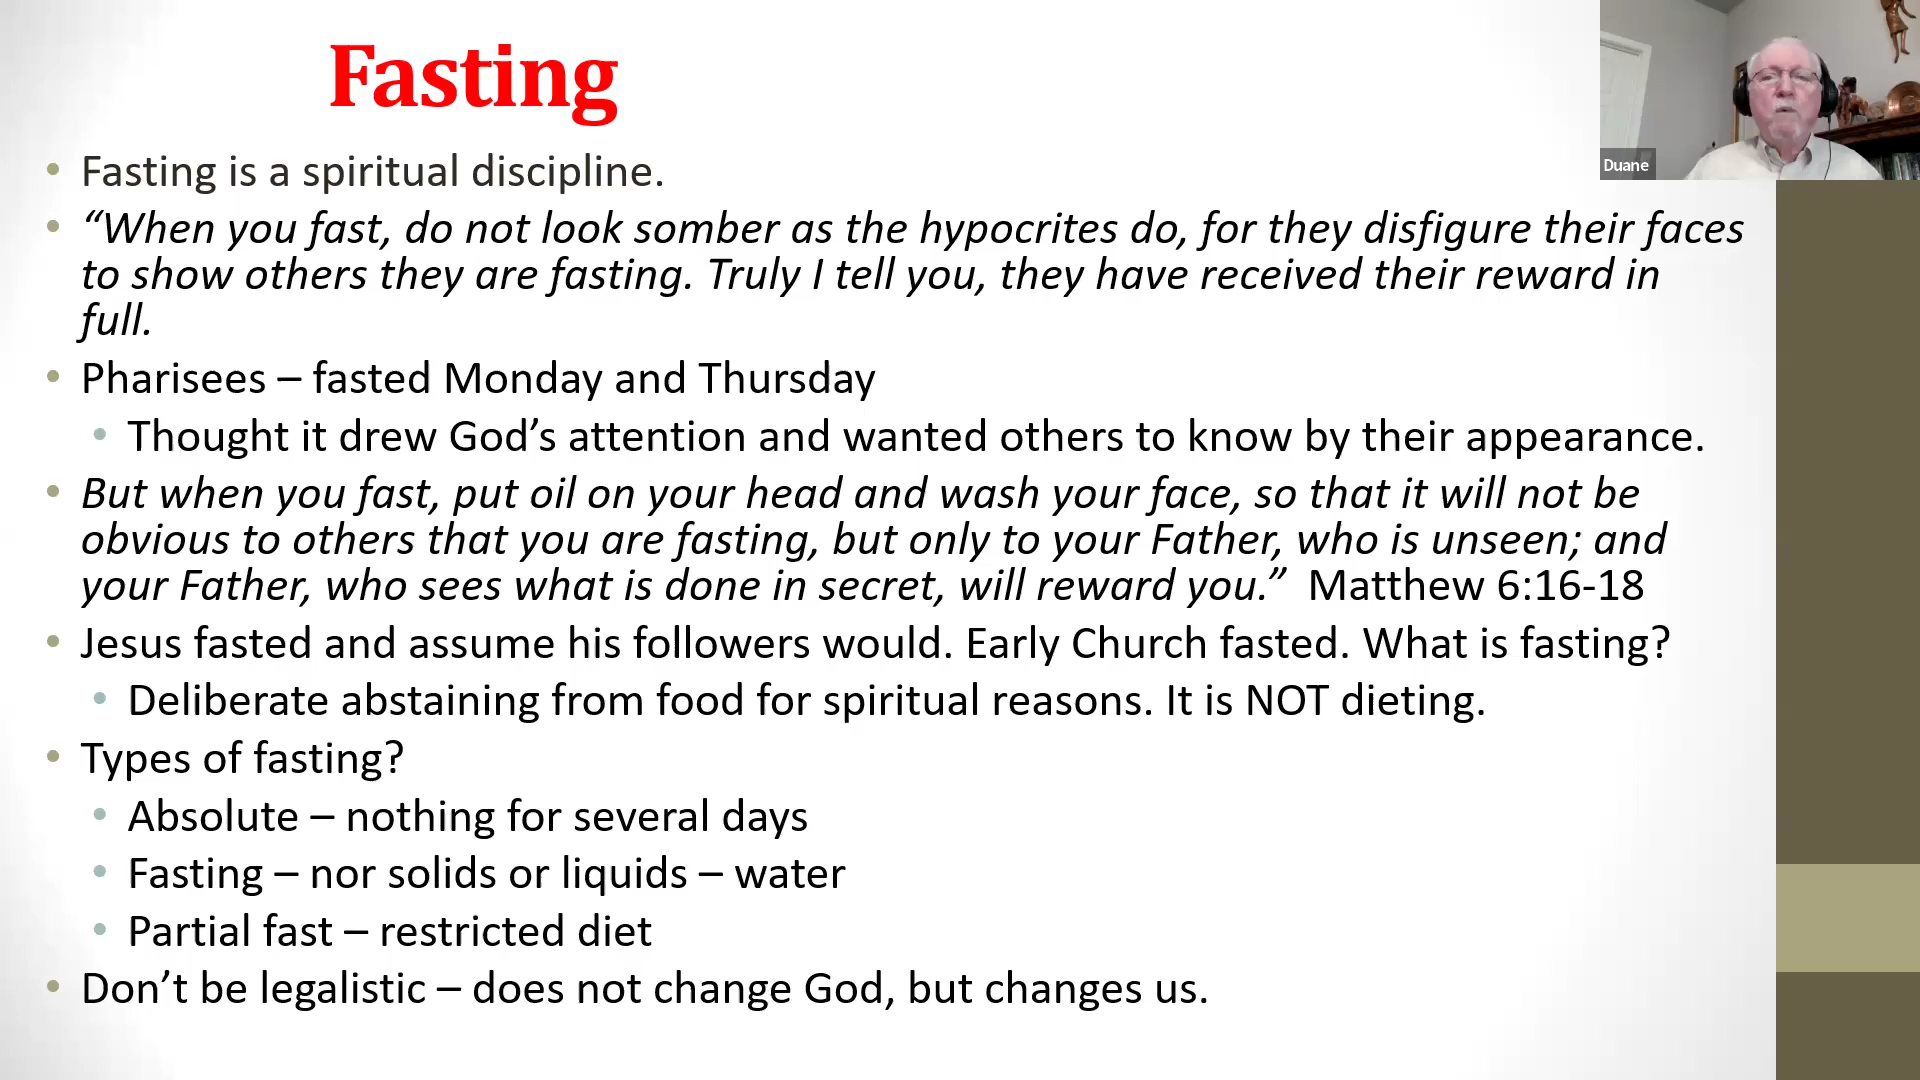 Fasting
Duane
• Fasting is a spiritual discipline.
• “When you fast, do not look somber as the hypocrites do, for they disfigure their faces
to show others they are fasting. Truly I tell you, they have received their reward in
full.
• Pharisees – fasted Monday and Thursday
• Thought it drew God’s attention and wanted others to know by their appearance.
• But when you fast, put oil on your head and wash your face, so that it will not be
obvious to others that you are fasting, but only to your Father, who is unseen; and
your Father, who sees what is done in secret, will reward you.” Matthew 6:16-18
• Jesus fasted and assume his followers would. Early Church fasted. What is fasting?
• Deliberate abstaining from food for spiritual reasons. It is NOT dieting.
• Types of fasting?
• Absolute – nothing for several days
• Fasting – nor solids or liquids – water
• Partial fast – restricted diet
• Don’t be legalistic – does not change God, but changes us.